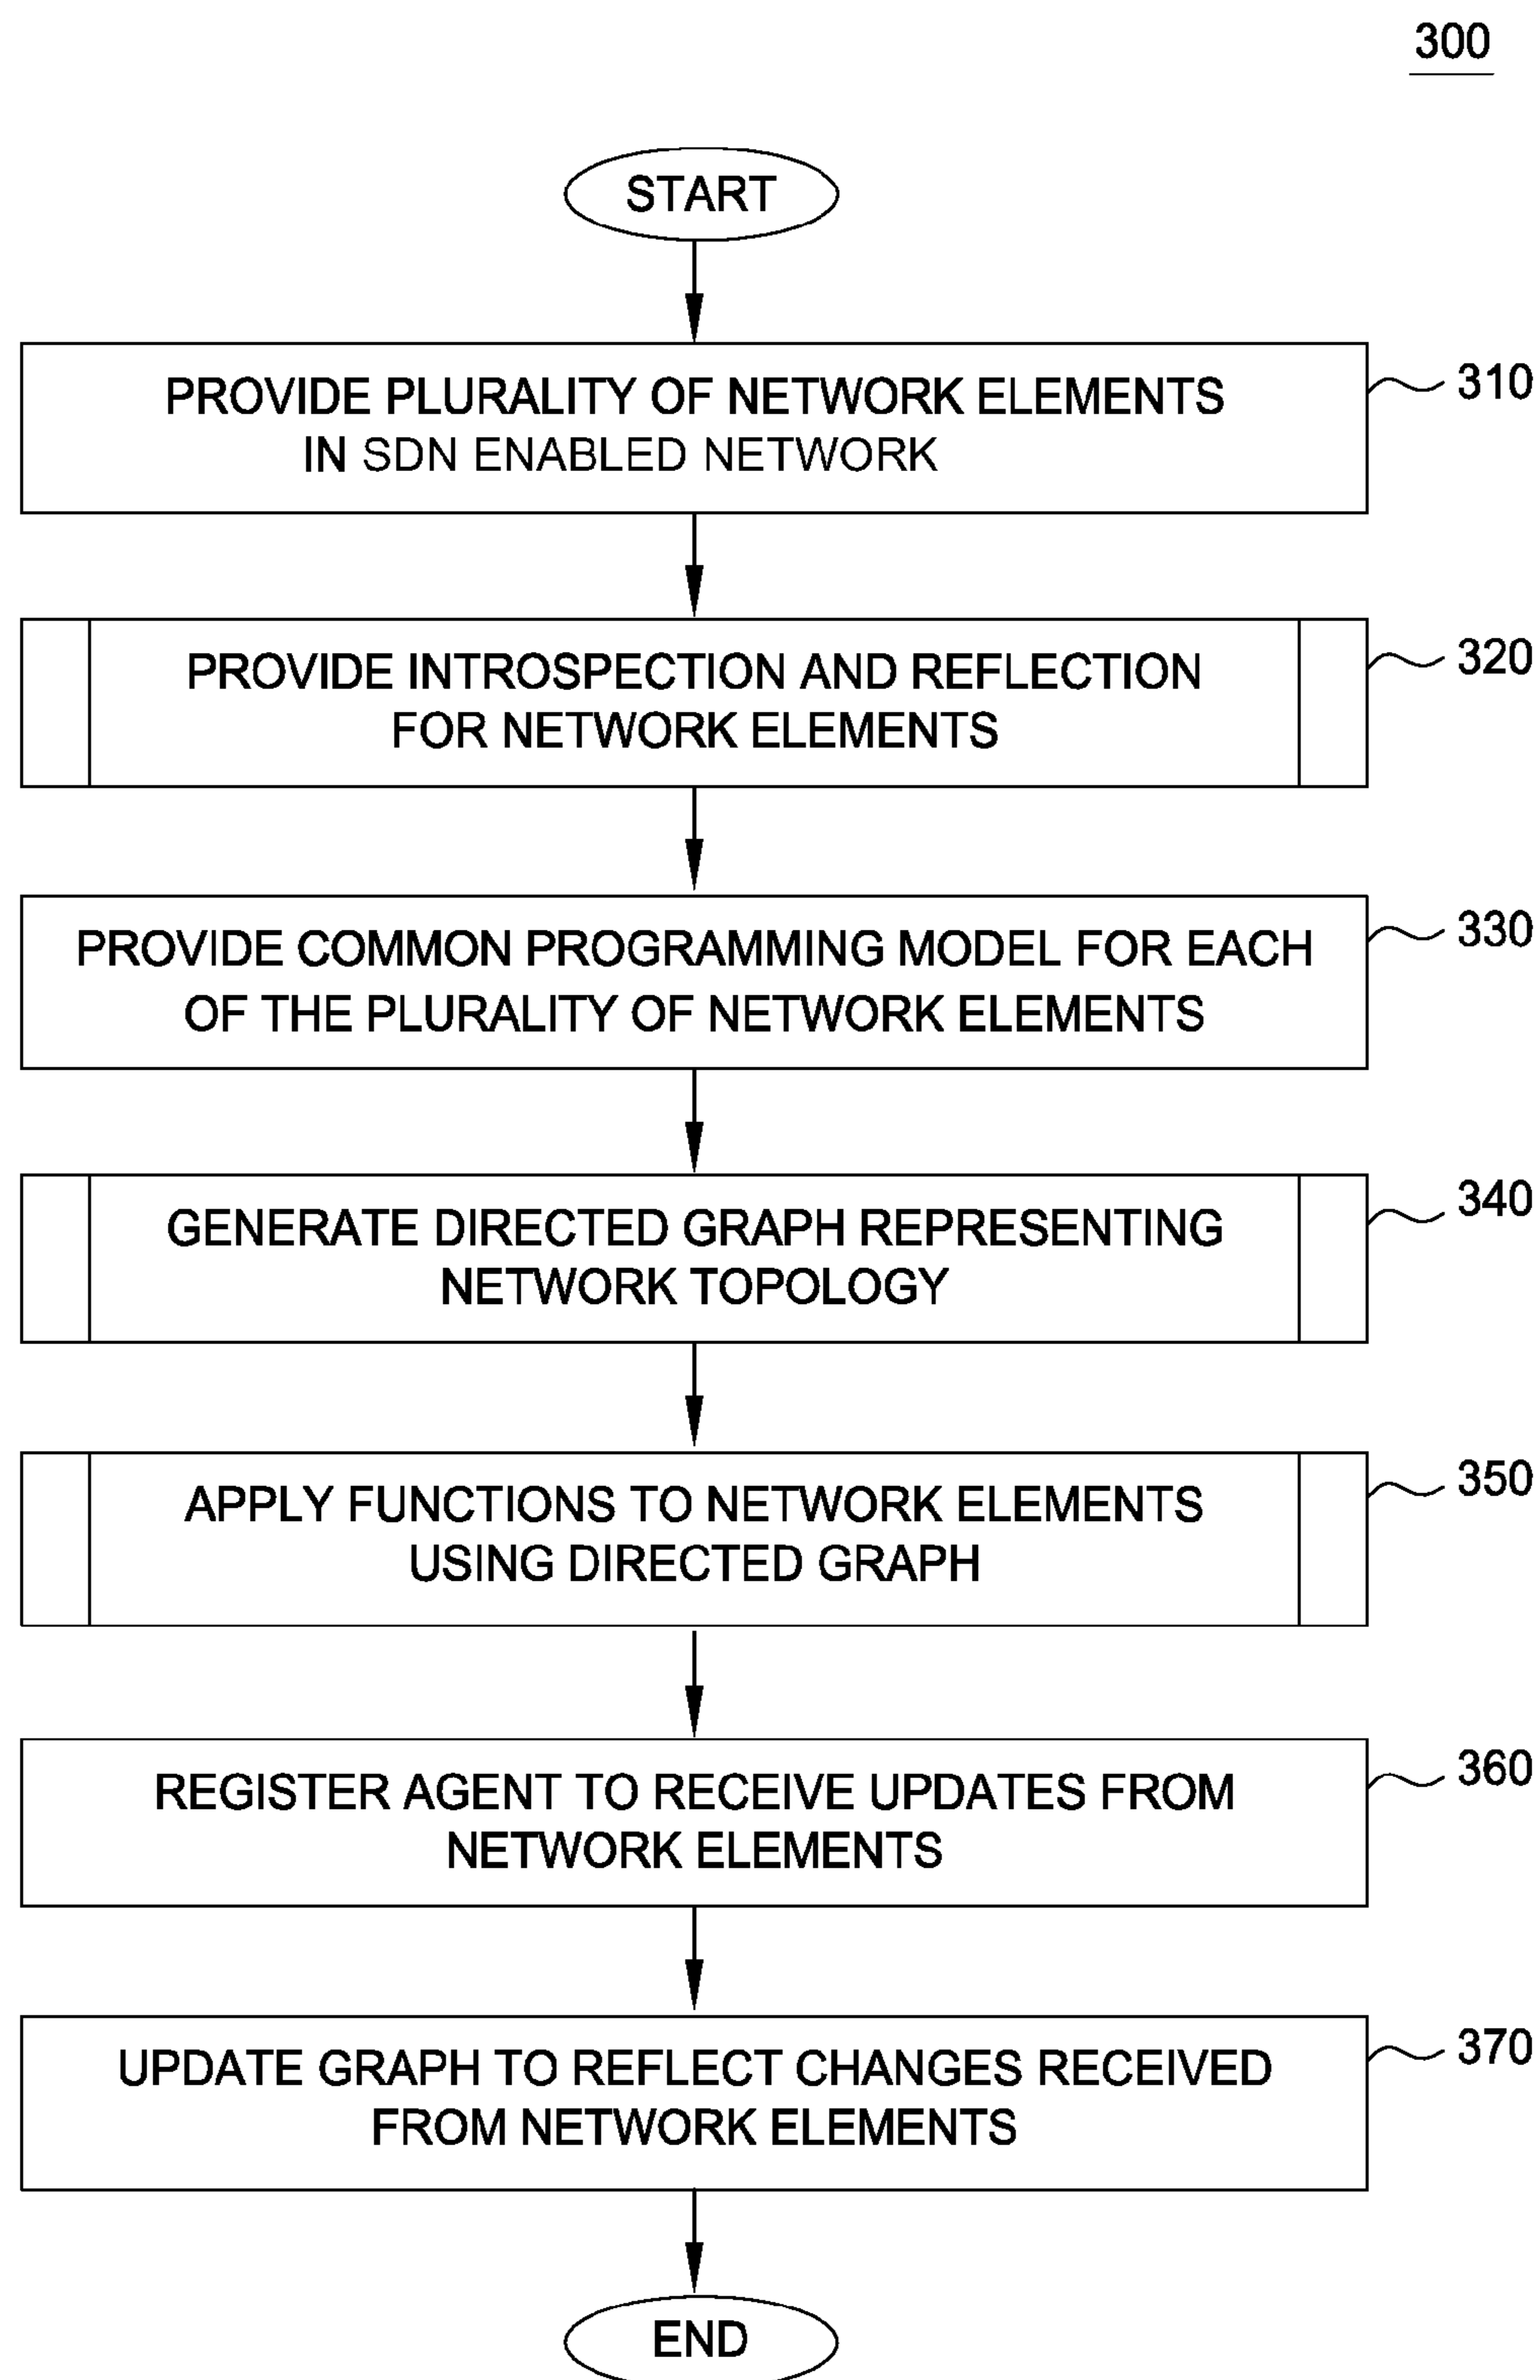 300
START
PROVIDE PLURALITY OF NETWORK ELEMENTS
IN SDN ENABLED NETWORK
310
PROVIDE INTROSPECTION AND REFLECTION
FOR NETWORK ELEMENTS
320
PROVIDE COMMON PROGRAMMING MODEL FOR EACH
OF THE PLURALITY OF NETWORK ELEMENTS
330
GENERATE DIRECTED GRAPH REPRESENTING
NETWORK TOPOLOGY
340
APPLY FUNCTIONS TO NETWORK ELEMENTS
USING DIRECTED GRAPH
350
REGISTER AGENT TO RECEIVE UPDATES FROM
NETWORK ELEMENTS
360
UPDATE GRAPH TO REFLECT CHANGES RECEIVED
FROM NETWORK ELEMENTS
370
END